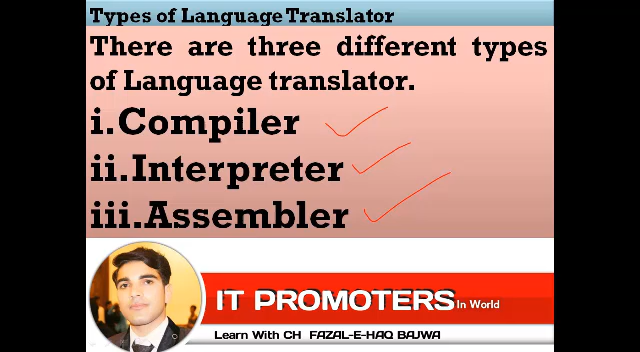 Types of Language Translator
There are three different types
of Language translator.
i.Compiler
ii.Interpreter
iii.Assembler
IT PROMOTERS In World
Learn With CH FAZAL-E-HAQ BAJWA